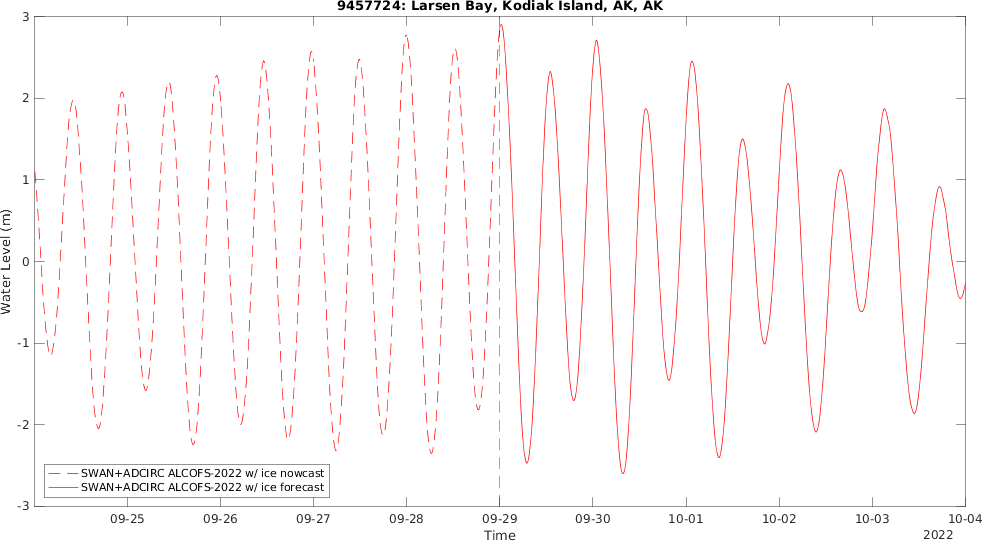 9457724: Larsen Bay, Kodiak Island, AK, AK
3
2
1
0
-1
-2
-3
Water Level (m)
SWAN+ADCIRC ALCOFS-2022 w/ ice nowcast
SWAN+ADCIRC ALCOFS-2022 w/ ice forecast
09-25 09-26 09-27 09-28 09-29 09-30 10-01 10-02 10-03 10-04
Time
2022